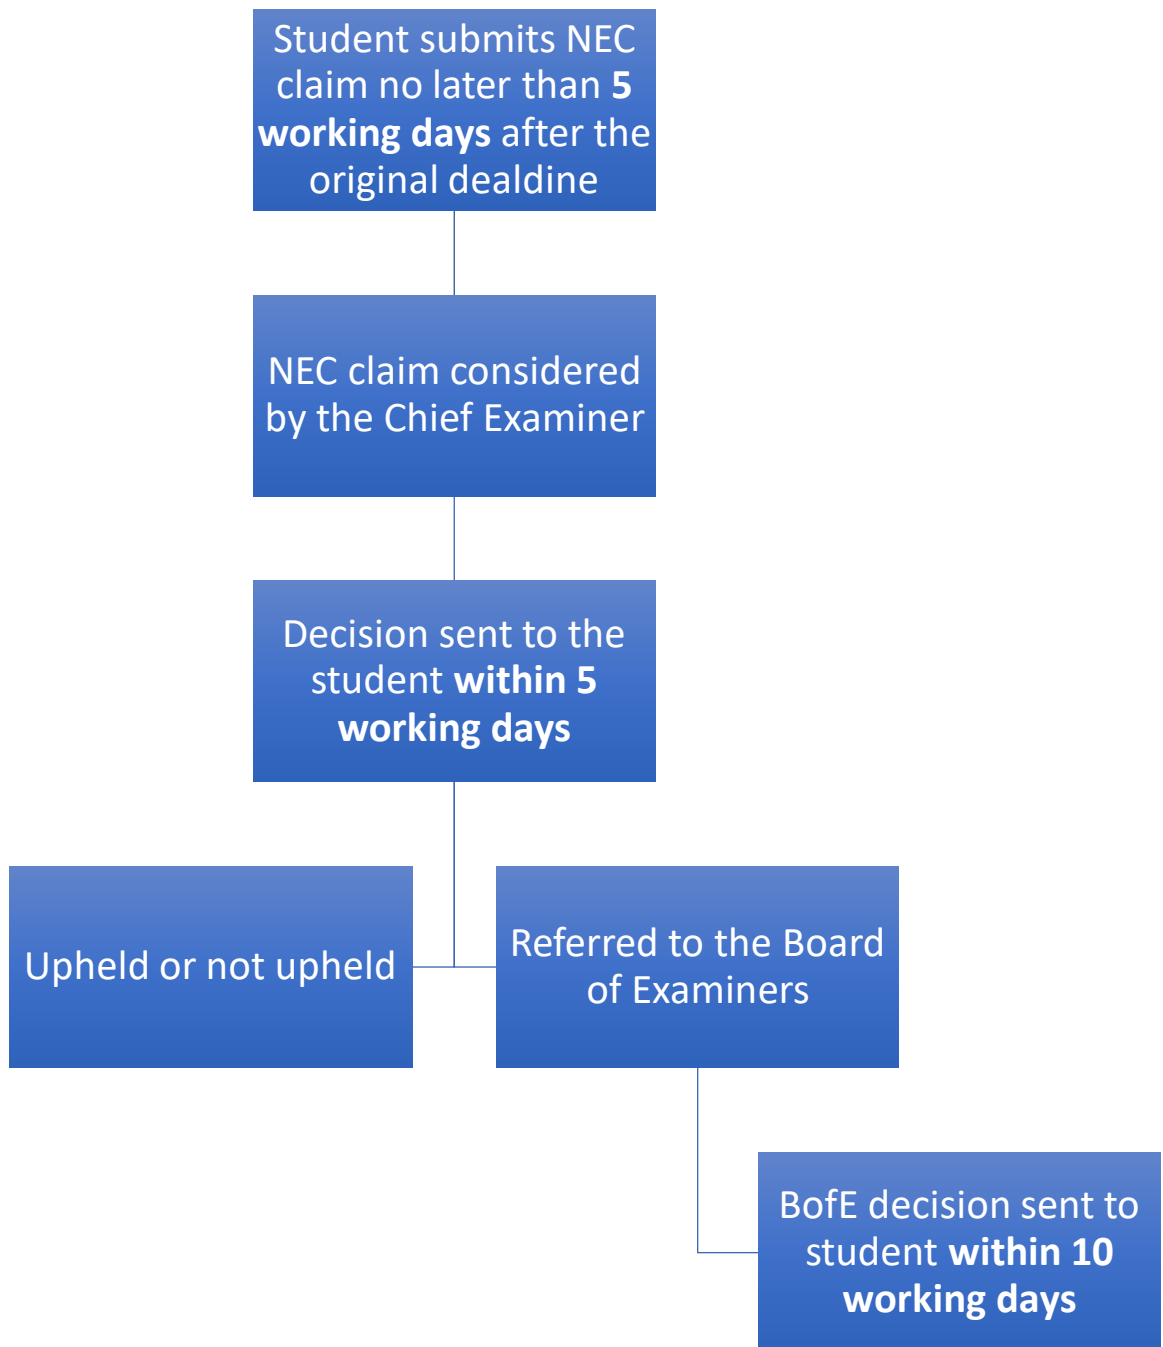 Student submits NEC
claim no later than 5
working days after the
original dealdine
NEC claim considered
by the Chief Examiner
Decision sent to the
student within 5
working days
Upheld or not upheld
Referred to the Board
of Examiners
BofE decision sent to
student within 10
working days